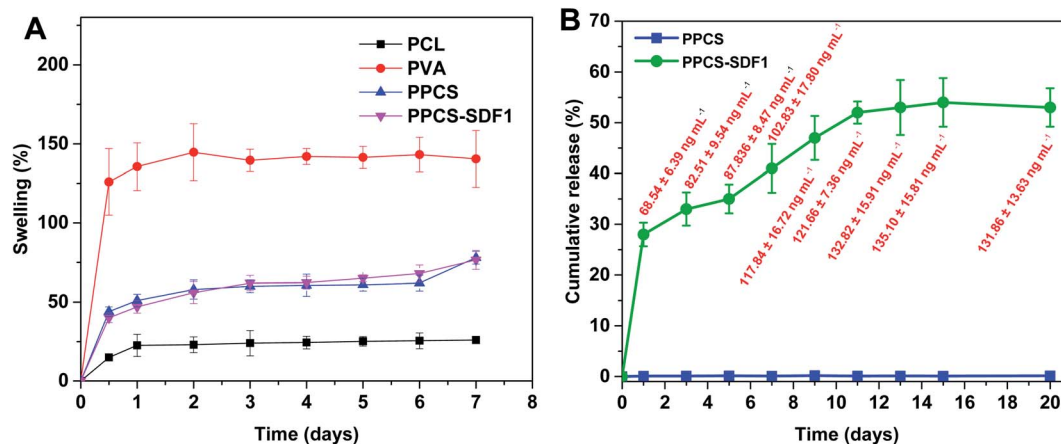 A
PCL
PVA
PPCS
PPCS-SDF1
Swelling (%)
200
150
100
50
0
0 1 2 3 4 5 6 7 8
Time (days)
B
PPCS
PPCS-SDF1
68.54 ± 6.39 ng mL-1
82.51 ± 9.54 ng mL-1
87.836 ± 8.47 ng mL-1
102.83 ± 17.80 ng mL-1
117.84 ± 16.72 ng mL-1
121.66 ± 7.36 ng mL-1
132.82 ± 15.91 ng mL-1
135.10 ± 15.81 ng mL-1
131.86 ± 13.63 ng mL-1
Cumulative release (%)
70
60
50
40
30
20
10
0
0 2 4 6 8 10 12 14 16 18 20
Time (days)